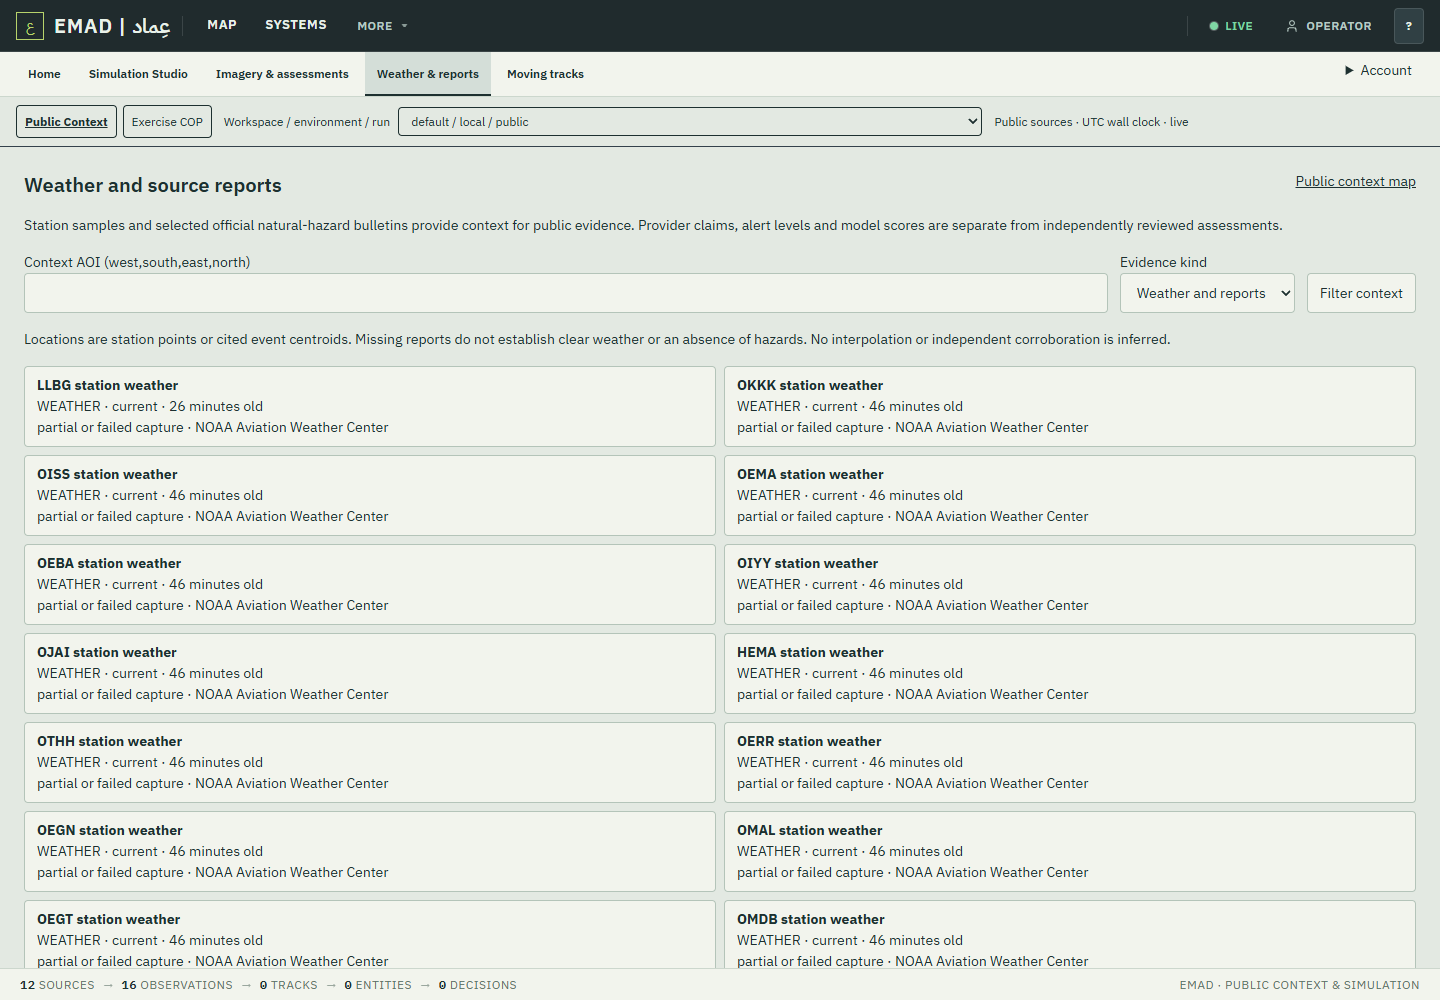 ع EMAD | عِماد MAP SYSTEMS MORE LIVE OPERATOR ?
Home Simulation Studio Imagery & assessments Weather & reports Moving tracks Account
Public Context Exercise COP Workspace / environment / run default / local / public Public sources · UTC wall clock · live
Weather and source reports Public context map
Station samples and selected official natural-hazard bulletins provide context for public evidence. Provider claims, alert levels and model scores are separate from independently reviewed assessments.
Context AOI (west,south,east,north) Evidence kind
Weather and reports Filter context
Locations are station points or cited event centroids. Missing reports do not establish clear weather or an absence of hazards. No interpolation or independent corroboration is inferred.
LLBG station weather
WEATHER · current · 26 minutes old
partial or failed capture · NOAA Aviation Weather Center
OKKK station weather
WEATHER · current · 46 minutes old
partial or failed capture · NOAA Aviation Weather Center
OISS station weather
WEATHER · current · 46 minutes old
partial or failed capture · NOAA Aviation Weather Center
OEMA station weather
WEATHER · current · 46 minutes old
partial or failed capture · NOAA Aviation Weather Center
OEBA station weather
WEATHER · current · 46 minutes old
partial or failed capture · NOAA Aviation Weather Center
OIYY station weather
WEATHER · current · 46 minutes old
partial or failed capture · NOAA Aviation Weather Center
OJAI station weather
WEATHER · current · 46 minutes old
partial or failed capture · NOAA Aviation Weather Center
HEMA station weather
WEATHER · current · 46 minutes old
partial or failed capture · NOAA Aviation Weather Center
OTHH station weather
WEATHER · current · 46 minutes old
partial or failed capture · NOAA Aviation Weather Center
OERR station weather
WEATHER · current · 46 minutes old
partial or failed capture · NOAA Aviation Weather Center
OEGN station weather
WEATHER · current · 46 minutes old
partial or failed capture · NOAA Aviation Weather Center
OMAL station weather
WEATHER · current · 46 minutes old
partial or failed capture · NOAA Aviation Weather Center
OEGT station weather
WEATHER · current · 46 minutes old
partial or failed capture · NOAA Aviation Weather Center
OMDB station weather
WEATHER · current · 46 minutes old
partial or failed capture · NOAA Aviation Weather Center
12 SOURCES → 16 OBSERVATIONS → 0 TRACKS → 0 ENTITIES → 0 DECISIONS EMAD · PUBLIC CONTEXT & SIMULATION